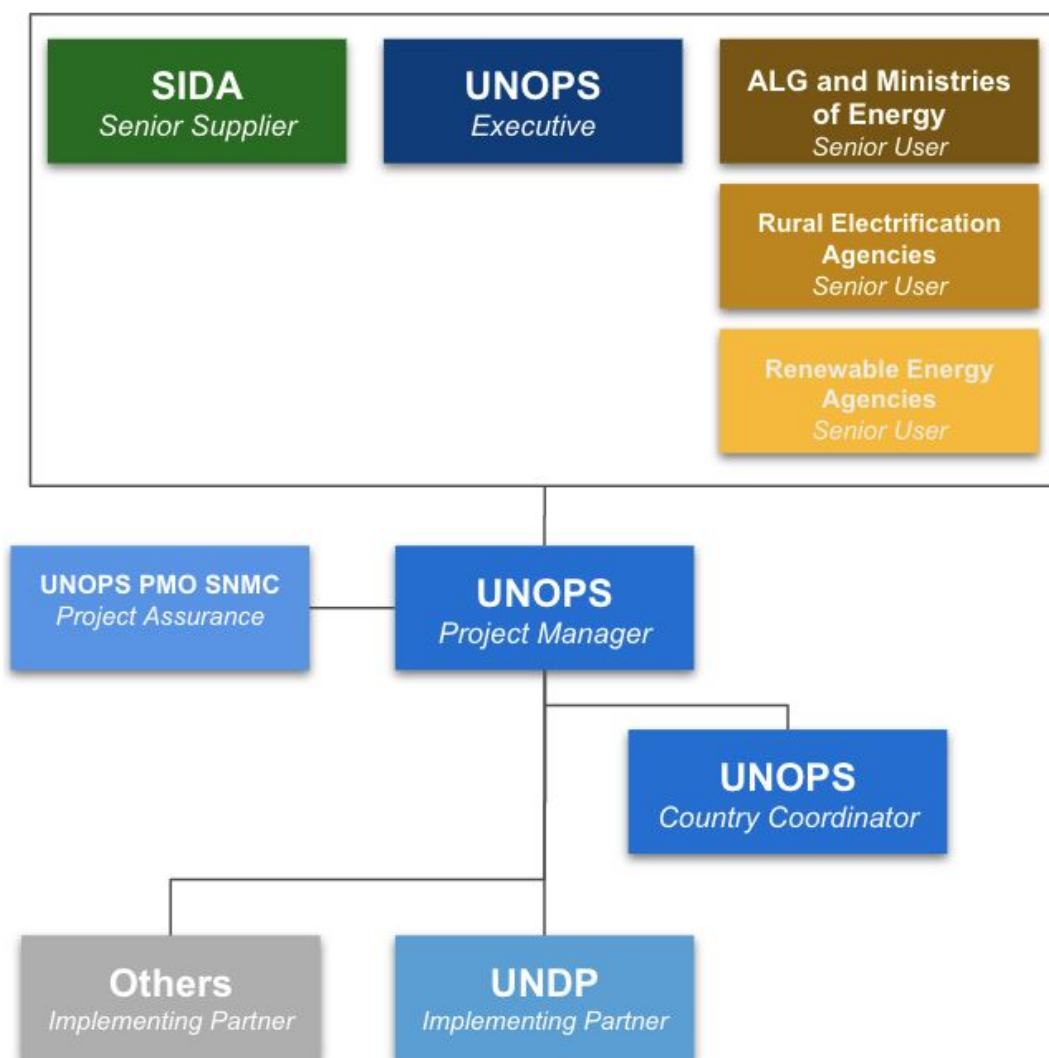 SIDA
Senior Supplier
UNOPS
Executive
ALG and Ministries
of Energy
Senior User
Rural Electrification
Agencies
Senior User
Renewable Energy
Agencies
Senior User
UNOPS PMO SNMC
Project Assurance
UNOPS
Project Manager
UNOPS
Country Coordinator
Others
Implementing Partner
UNDP
Implementing Partner